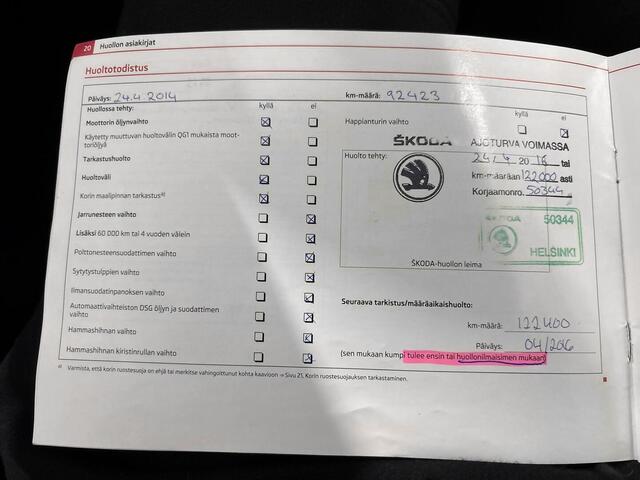 20 Huollon asiakirjat
Huoltotodistus
Päiväys: 24.4.2014 km-määrä: 92423
Huollossa tehty: kyllä ei
Moottorin öljynvaihto
Käytetty muuttuvan huoltovälin QG1 mukaista moot-
toriöljyä
Tarkastushuolto
Huoltoväli
Korin maalipinnan tarkastus a)
Jarrunesteen vaihto
Lisäksi 60 000 km tai 4 vuoden välein
Polttonesteensuodattimen vaihto
Sytytystulppien vaihto
Ilmansuodatinpanoksen vaihto
Automaattivaihteiston DSG öljyn ja suodattimen
vaihto
Hammashihnan vaihto
Hammashihnan kiristinrullan vaihto
kyllä ei
Happianturin vaihto
ŠKODA AJOTURVA VOIMASSA
Huolto tehty: 24/4 2016 tai
km-määrään 122000 asti
Korjaamonro. 50344
ŠKODA 50344
HELSINKI
ŠKODA-huollon leima
Seuraava tarkistus/määräaikaishuolto:
km-määrä: 122400
Päiväys: 04/2016
(sen mukaan kumpi tulee ensin tai huollonilmaisimen mukaan)
a) Varmista, että korin ruostesuoja on ehjä tai merkitse vahingoittunut kohta kaavioon ⇒ Sivu 21, Korin ruostesuojauksen tarkastaminen.